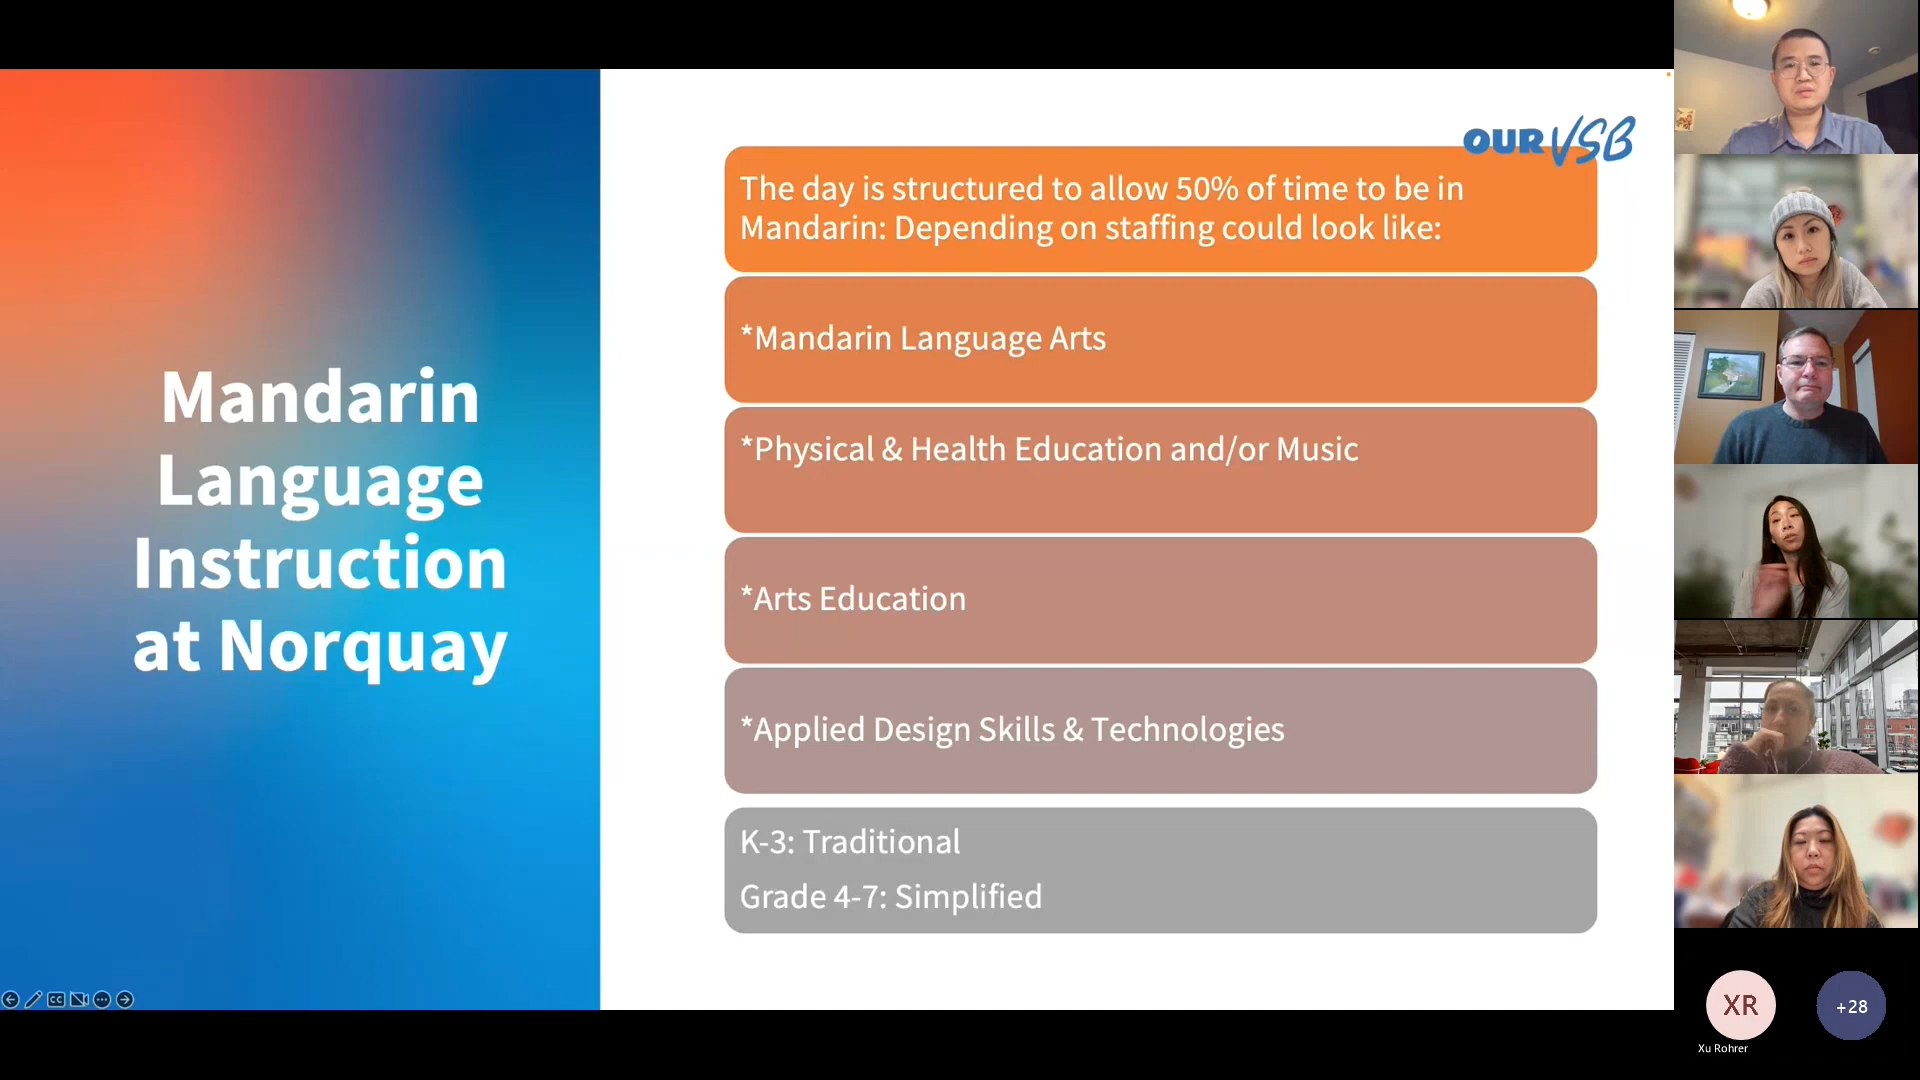 Mandarin
Language
Instruction
at Norquay
OUR VSB
The day is structured to allow 50% of time to be in
Mandarin: Depending on staffing could look like:
*Mandarin Language Arts
*Physical & Health Education and/or Music
*Arts Education
*Applied Design Skills & Technologies
K-3: Traditional
Grade 4-7: Simplified
CC
XR
+28
Xu Rohrer